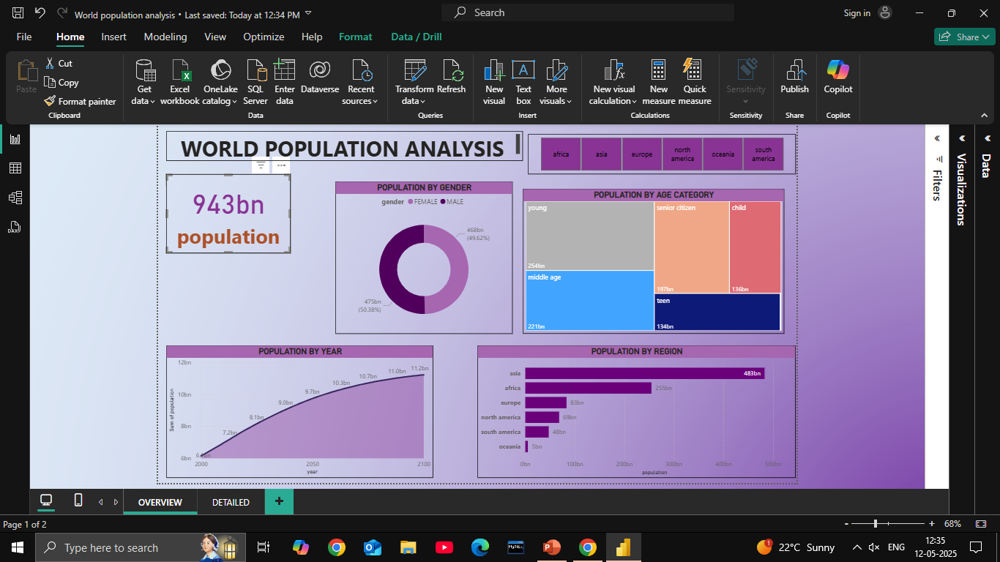 World population analysis • Last saved: Today at 12:34 PM
Search
Sign in
File Home Insert Modeling View Optimize Help Format Data / Drill
Share
Paste
Cut
Copy
Format painter
Clipboard
Get data
Excel workbook
OneLake catalog
SQL Server
Enter data
Dataverse
Recent sources
Data
Transform data
Refresh
Queries
New visual
Text box
More visuals
Insert
New visual calculation
New measure
Quick measure
Calculations
Sensitivity
Sensitivity
Publish
Share
Copilot
Copilot
WORLD POPULATION ANALYSIS
africa
asia
europe
north america
oceania
south america
943bn
population
POPULATION BY GENDER
gender FEMALE MALE
468bn
(49.62%)
475bn
(50.38%)
POPULATION BY AGE CATEGORY
young
254bn
middle age
221bn
senior citizen
197bn
child
136bn
teen
134bn
POPULATION BY YEAR
Sum of population
12bn
10bn
8bn
6bn
7.2bn
8.1bn
9.0bn
9.7bn
10.3bn
10.7bn
11.0bn
11.2bn
2000 2050 2100
year
POPULATION BY REGION
asia 483bn
africa 255bn
europe 83bn
north america 69bn
south america 48bn
oceania 5bn
0bn 100bn 200bn 300bn 400bn 500bn
population
Filters
Visualizations
Data
DAX
OVERVIEW
DETAILED
+
Page 1 of 2
- + 68%
Type here to search
MySQL
1
22°C Sunny
ENG
12:35
12-05-2025